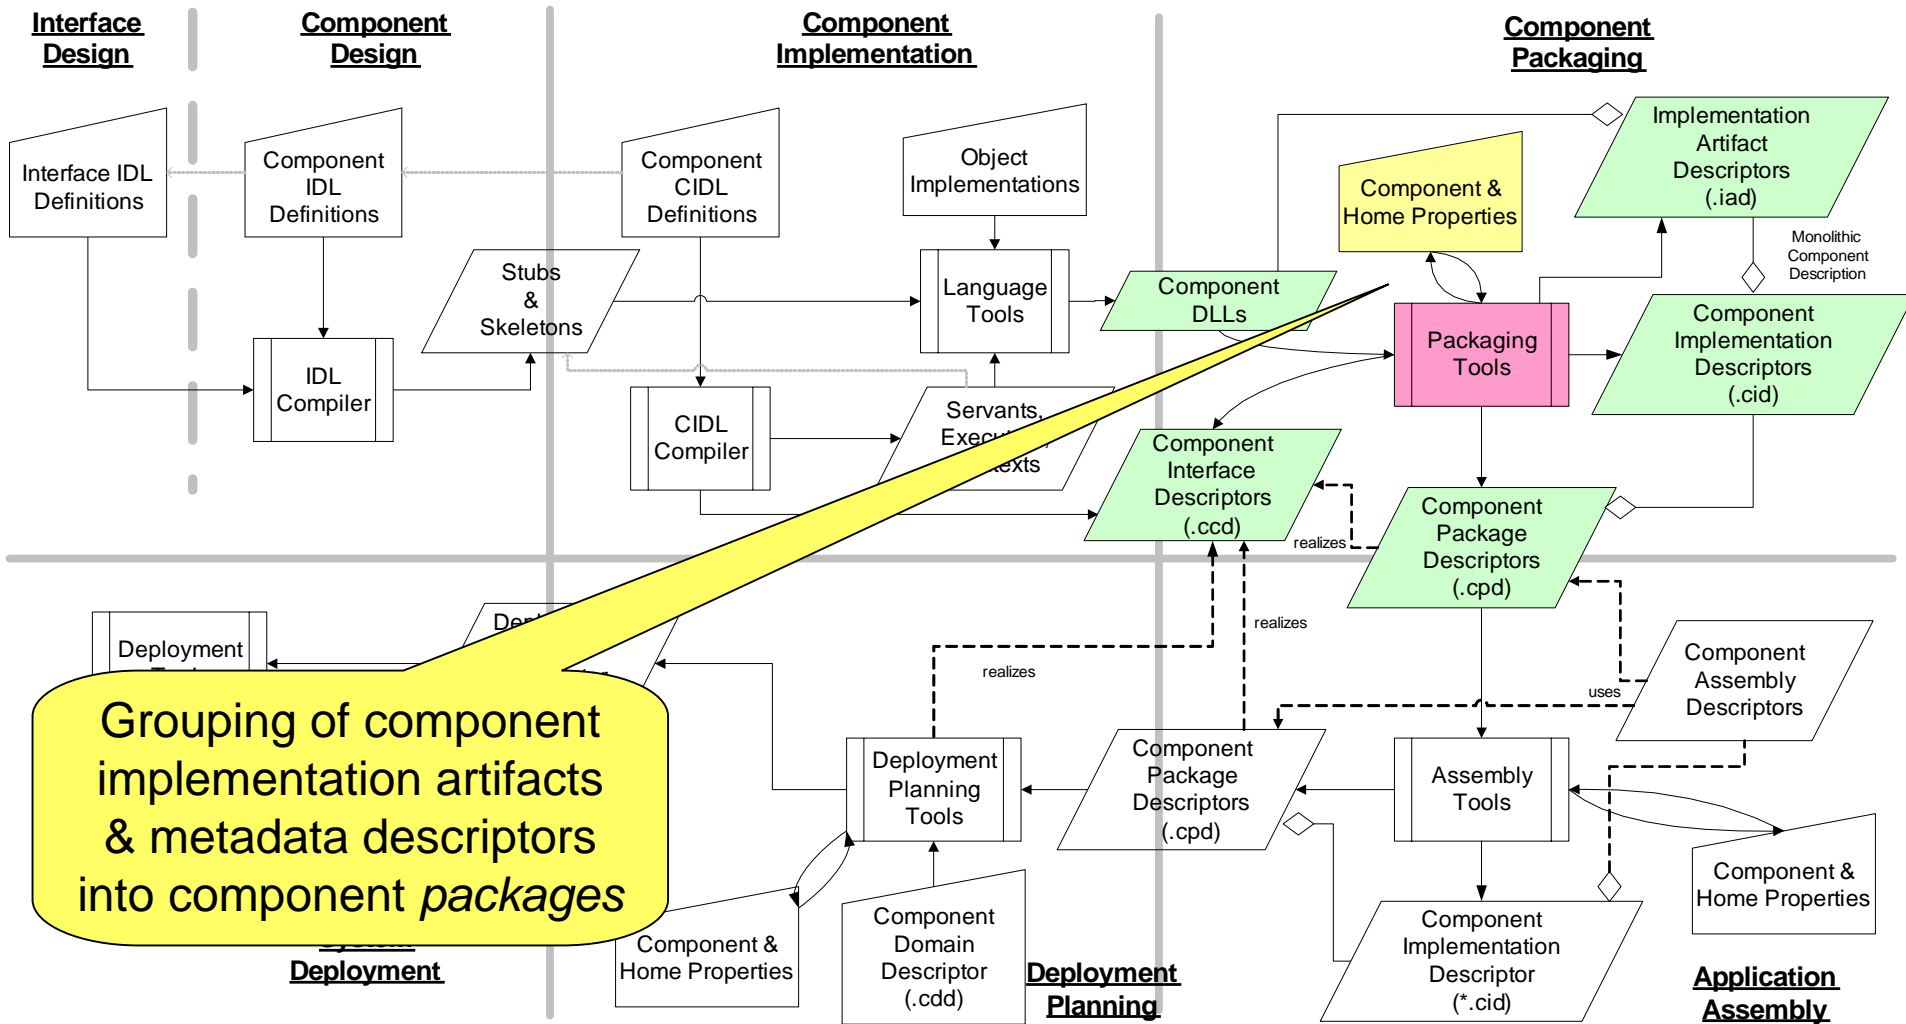 Interface
Design
Component
Design
Component
Implementation
Component
Packaging
Interface IDL
Definitions
Component
IDL
Definitions
Component
CIDL
Definitions
Object
Implementations
Component &
Home Properties
Implementation
Artifact
Descriptors
(.iad)
Monolithic
Component
Description
Stubs
&
Skeletons
Language
Tools
Component
DLLs
Packaging
Tools
Component
Implementation
Descriptors
(.cid)
IDL
Compiler
CIDL
Compiler
Servants,
Component
Interface
Descriptors
(.ccd)
realizes
Component
Package
Descriptors
(.cpd)
Deployment
realizes
realizes
uses
Component
Assembly
Descriptors
Grouping of component
implementation artifacts
& metadata descriptors
into component packages
Deployment
Planning
Tools
Component
Package
Descriptors
(.cpd)
Assembly
Tools
Component &
Home Properties
Component &
Home Properties
Component
Domain
Descriptor
(.cdd)
Component
Implementation
Descriptor
(*.cid)
System
Deployment
Deployment
Planning
Application
Assembly